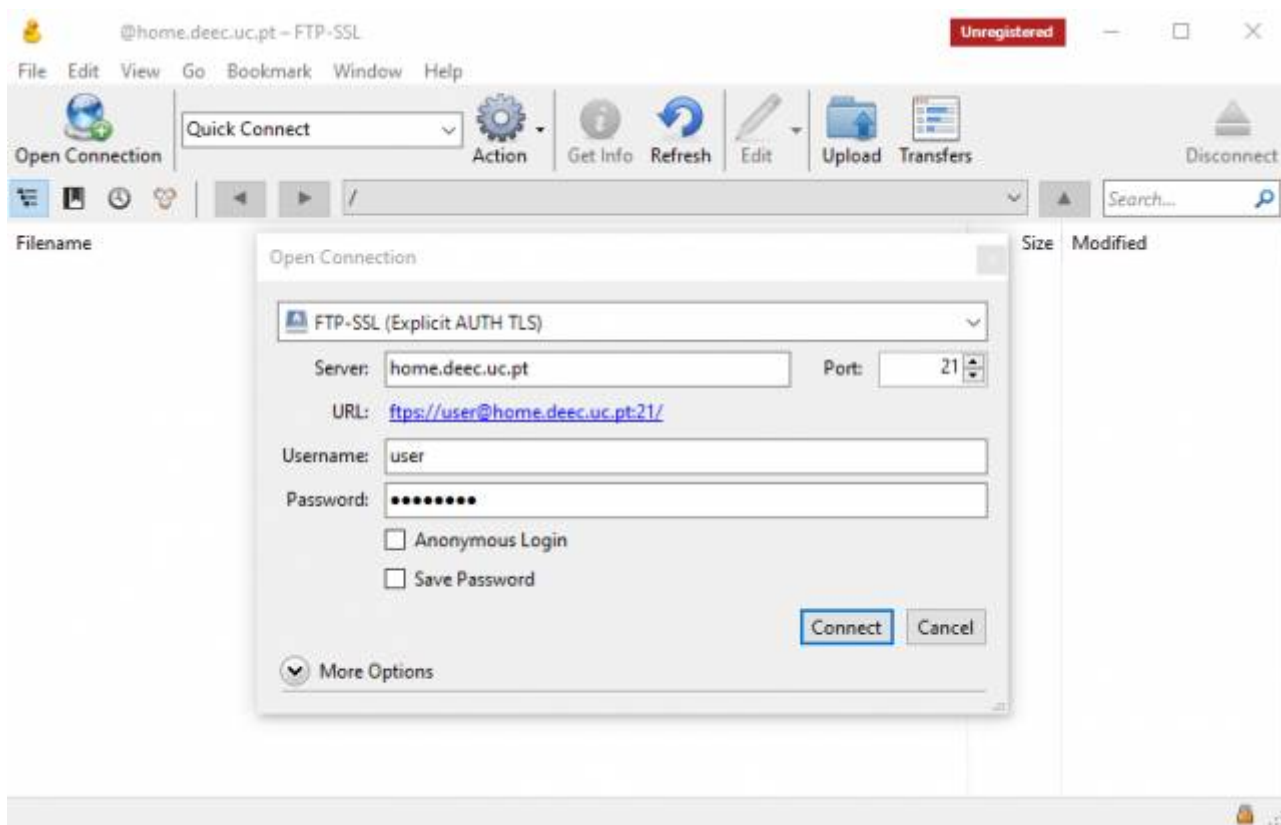 @home.deec.uc.pt – FTP-SSL Unregistered
File Edit View Go Bookmark Window Help
Quick Connect
Open Connection Action Get Info Refresh Edit Upload Transfers Disconnect
/ Search...
Filename Size Modified
Open Connection
FTP-SSL (Explicit AUTH TLS)
Server: home.deec.uc.pt Port: 21
URL: ftps://user@home.deec.uc.pt:21/
Username: user
Password: ••••••••
Anonymous Login
Save Password
Connect Cancel
More Options